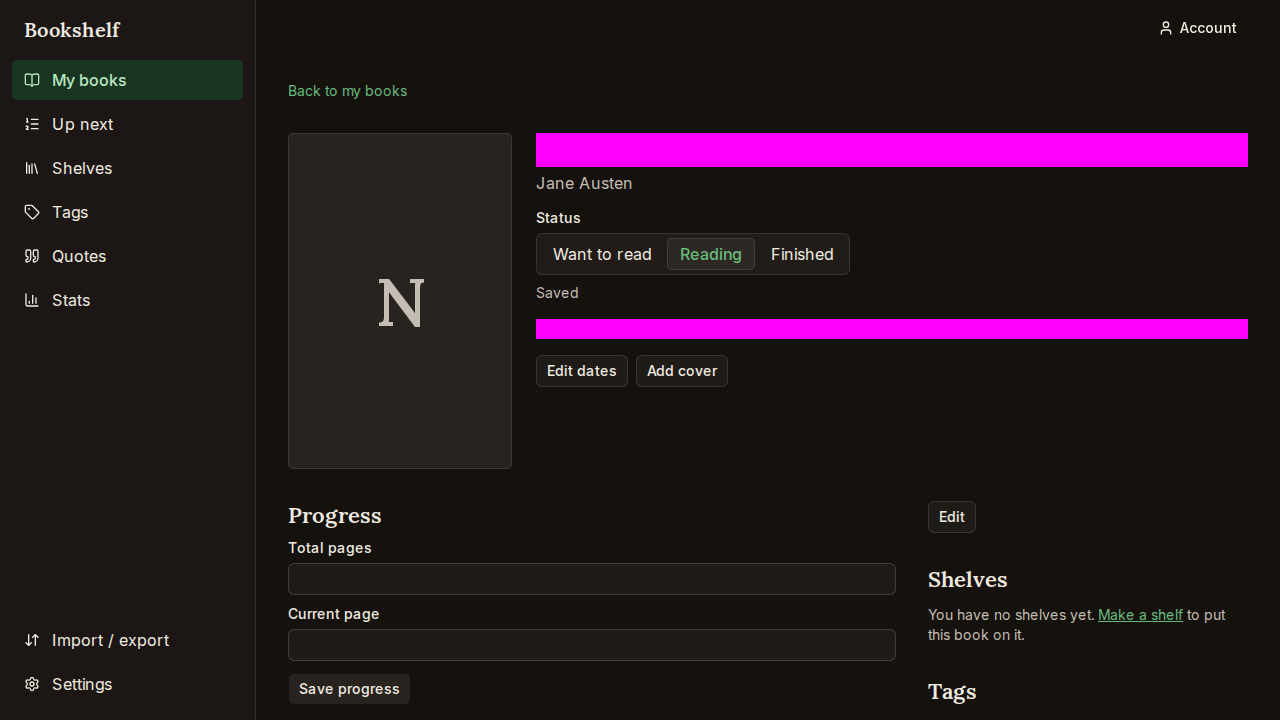 Bookshelf
My books
Up next
Shelves
Tags
Quotes
Stats
Import / export
Settings
Account
Back to my books
N
Jane Austen
Status
Want to read
Reading
Finished
Saved
Edit dates
Add cover
Progress
Total pages
Current page
Save progress
Edit
Shelves
You have no shelves yet. Make a shelf to put
this book on it.
Tags